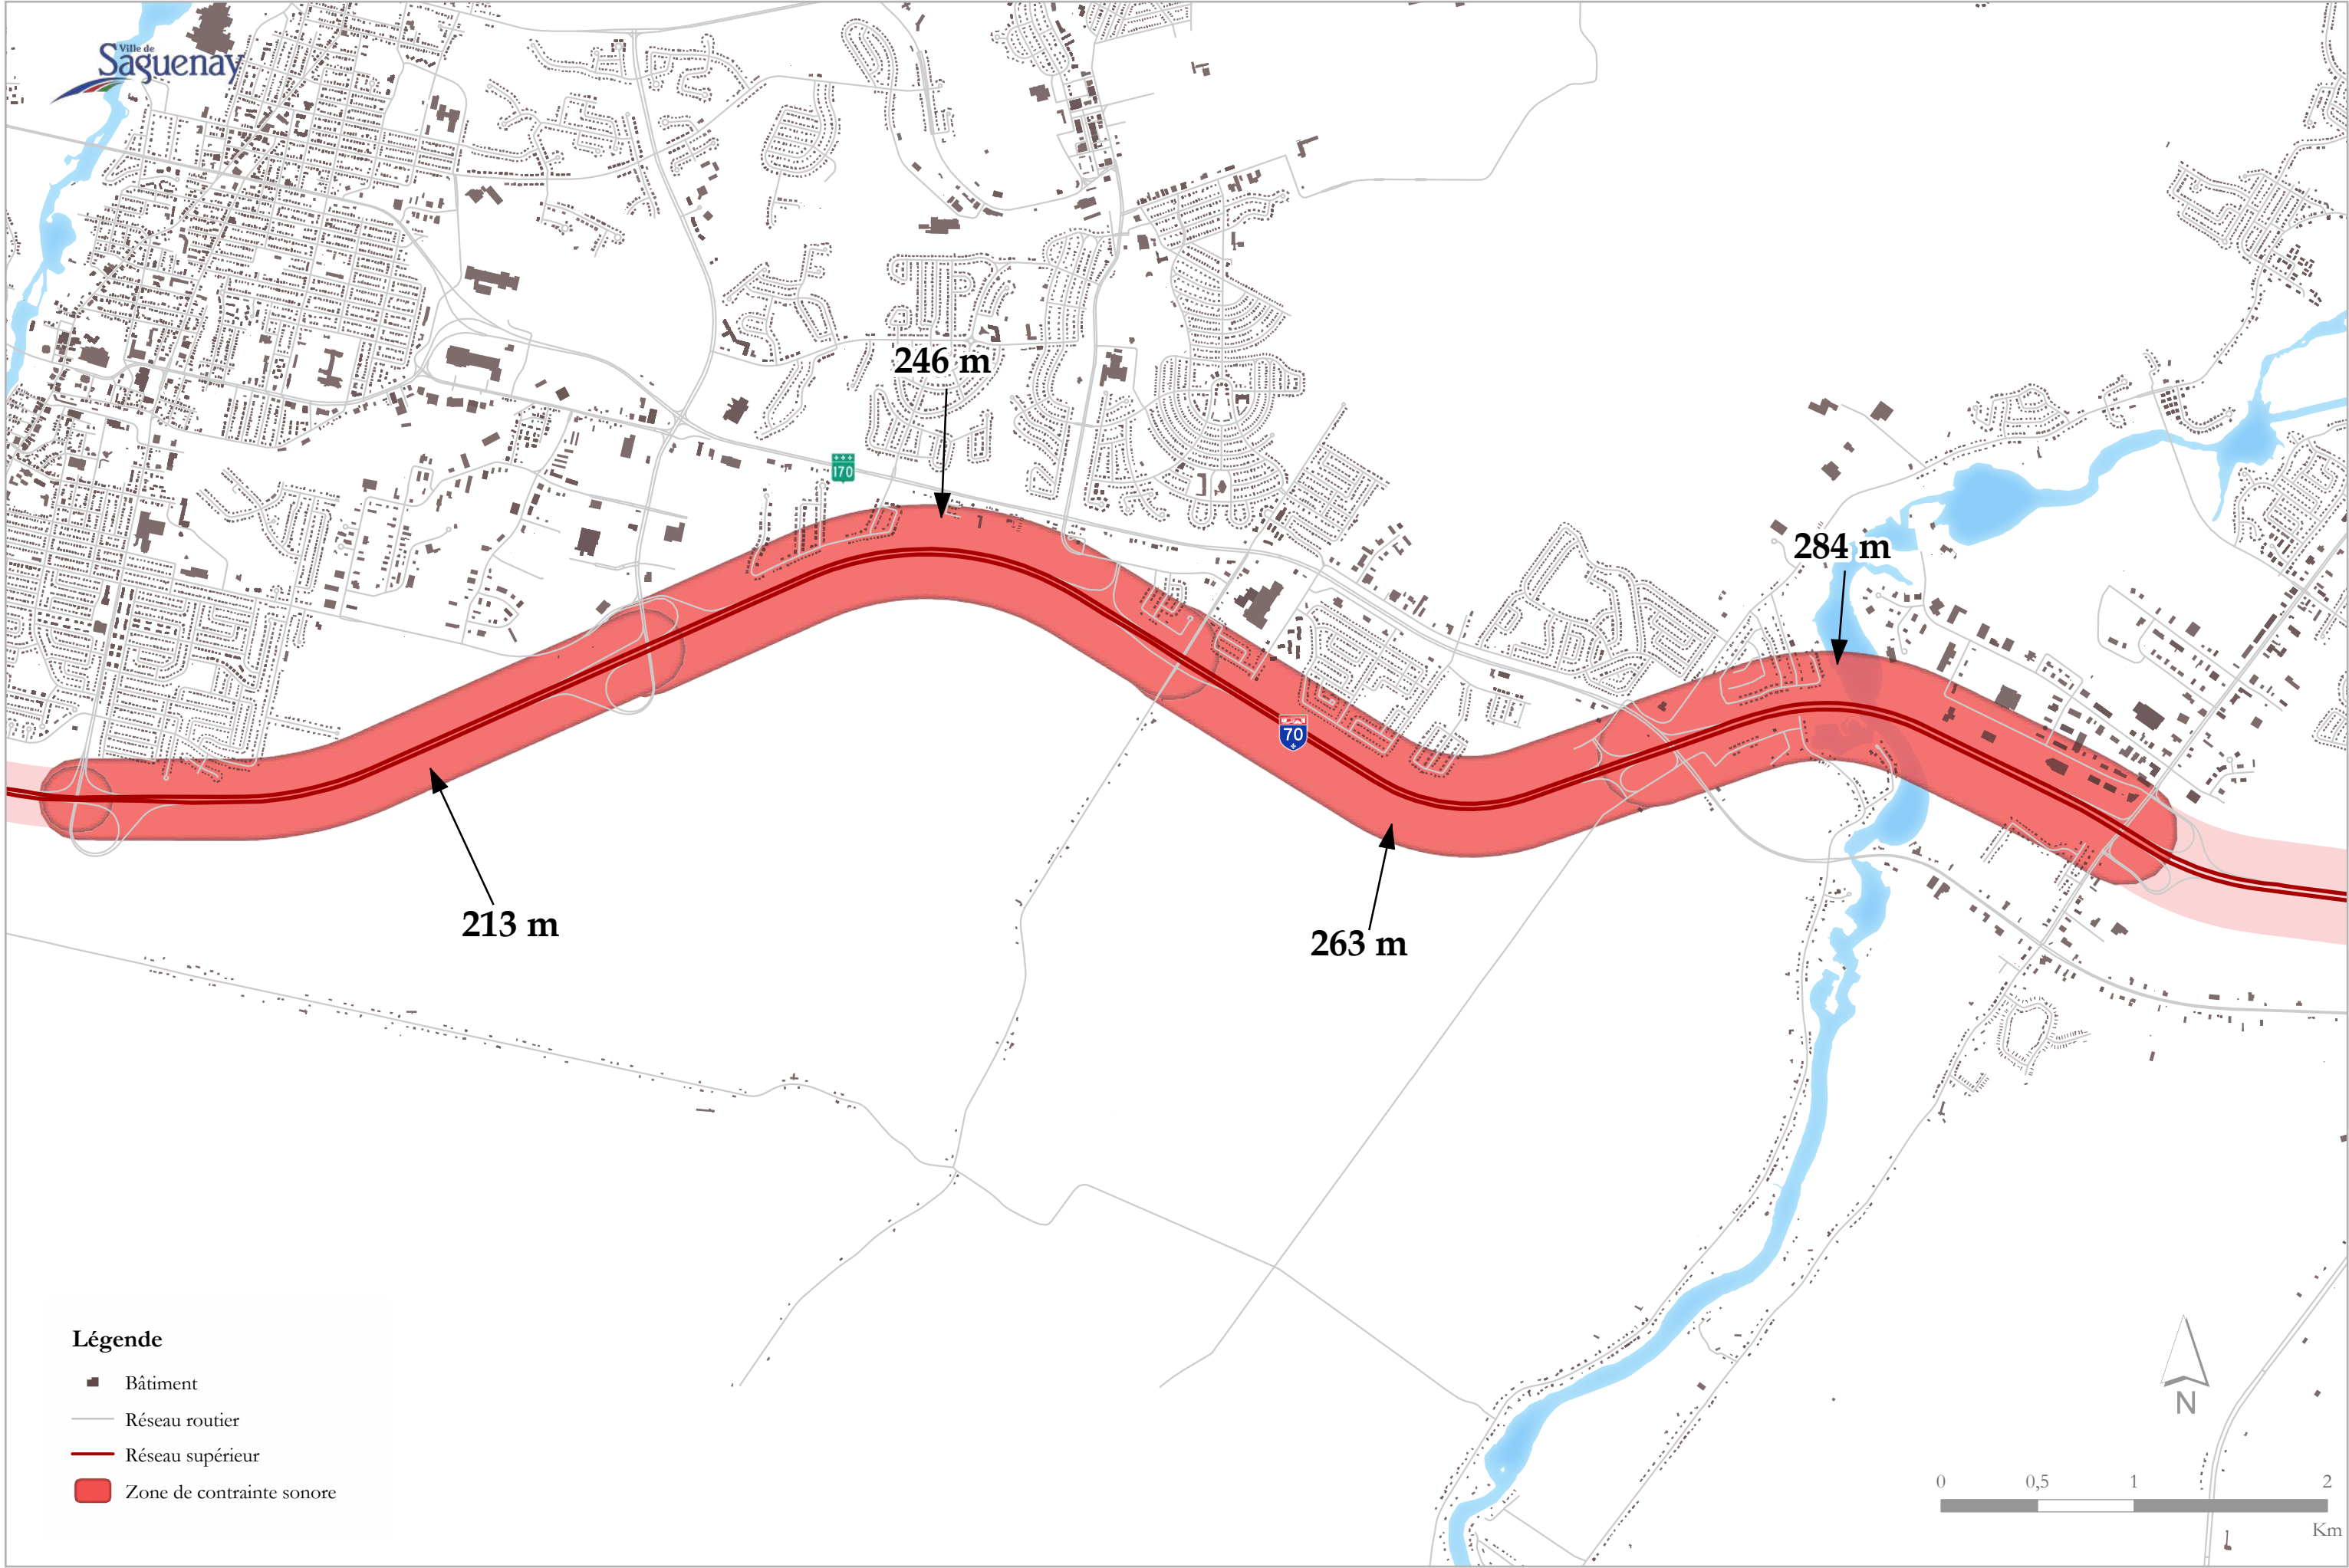 Ville de
Saguenay
246 m
170
284 m
70
213 m
263 m
Légende
Bâtiment
Réseau routier
Réseau supérieur
Zone de contrainte sonore
N
0 0,5 1 2
Km